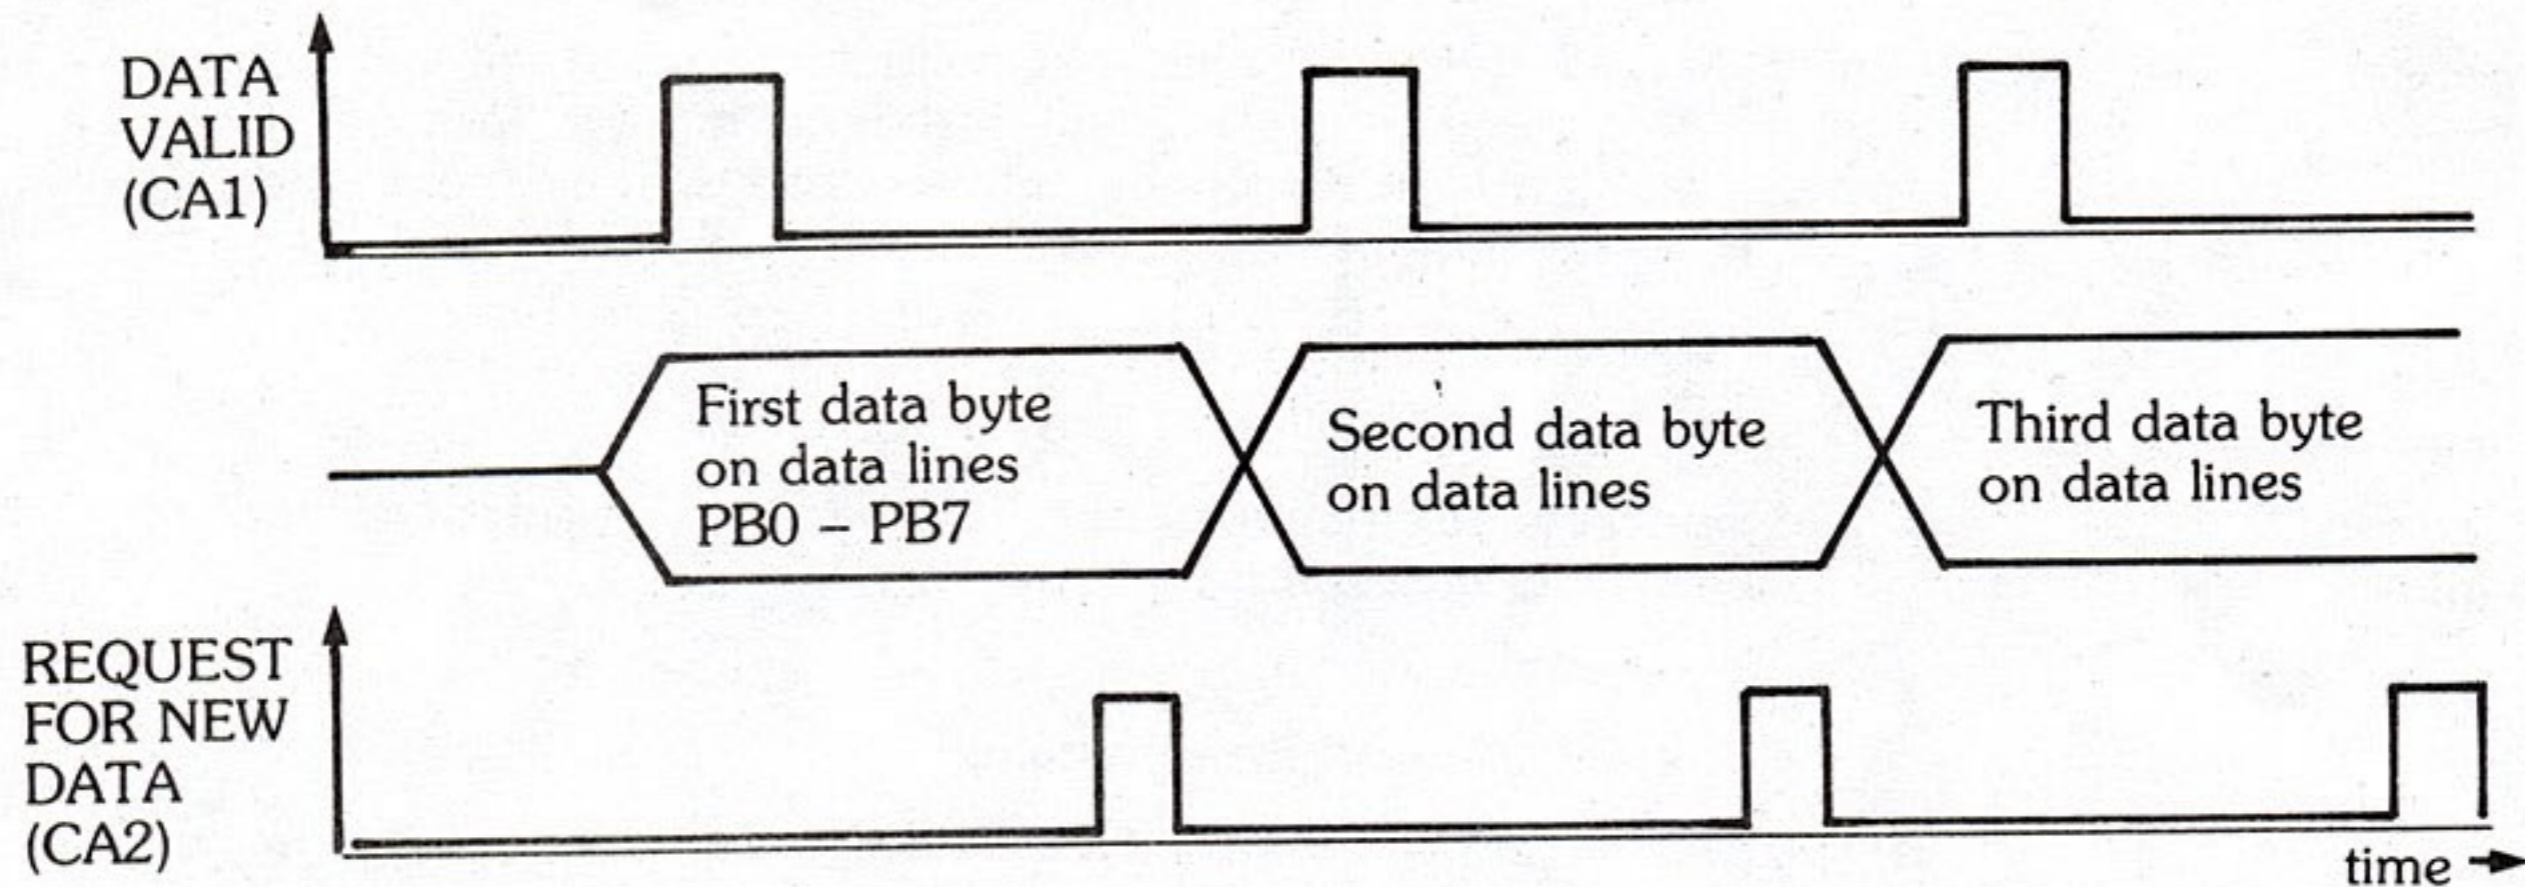 DATA
VALID
(CA1)
First data byte
on data lines
PB0 – PB7
Second data byte
on data lines
Third data byte
on data lines
REQUEST
FOR NEW
DATA
(CA2)
time